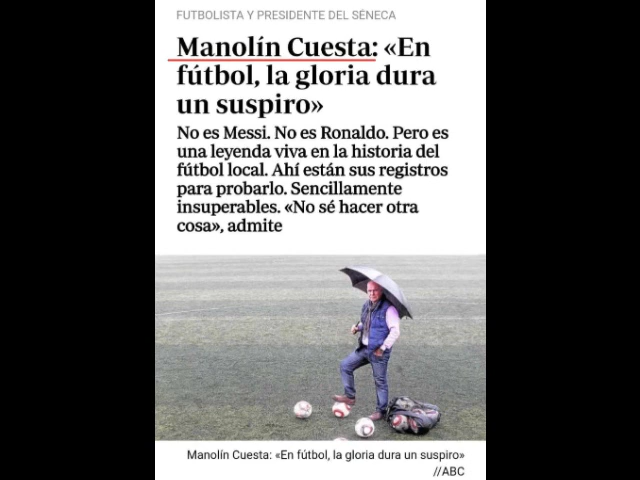 FUTBOLISTA Y PRESIDENTE DEL SÉNECA
Manolín Cuesta: «En
fútbol, la gloria dura
un suspiro»
No es Messi. No es Ronaldo. Pero es
una leyenda viva en la historia del
fútbol local. Ahí están sus registros
para probarlo. Sencillamente
insuperables. «No sé hacer otra
cosa», admite
Manolín Cuesta: «En fútbol, la gloria dura un suspiro»
//ABC